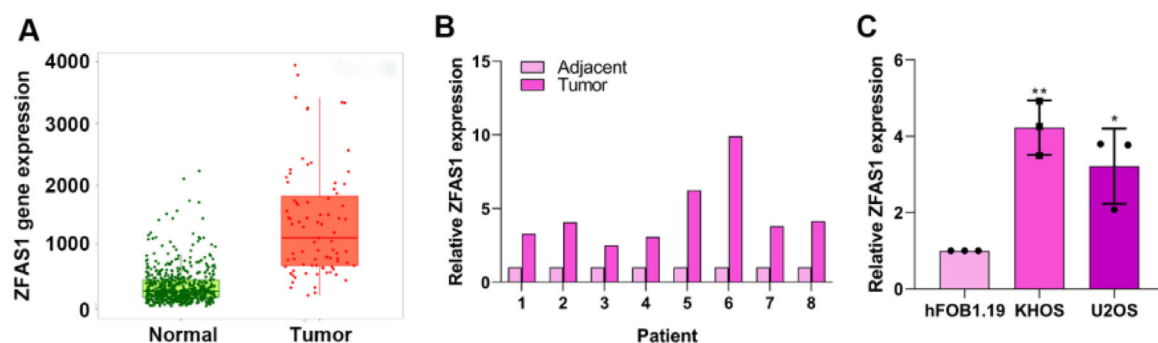 A
ZFAS1 gene expression
4000
3000
2000
1000
0
Normal Tumor
B
Relative ZFAS1 expression
15
10
5
0
Adjacent
Tumor
1 2 3 4 5 6 7 8
Patient
C
Relative ZFAS1 expression
6
4
2
0
**
*
hFOB1.19 KHOS U2OS